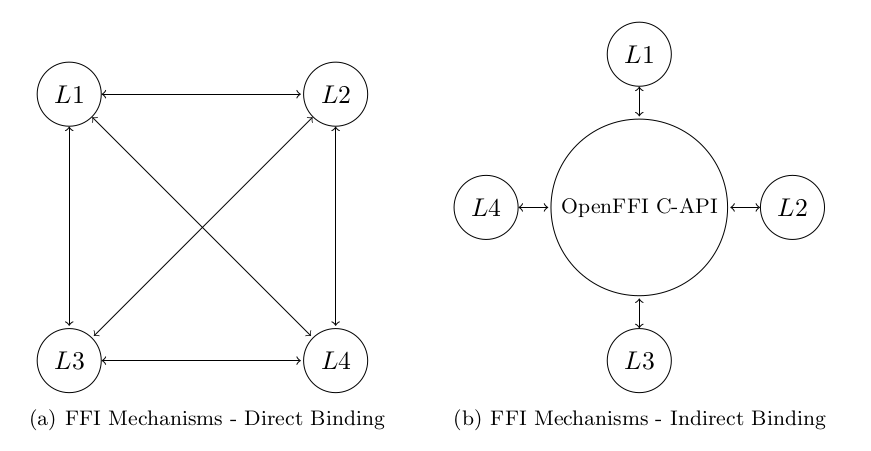 L1
L2
L3
L4
(a) FFI Mechanisms - Direct Binding
L1
L4
OpenFFI C-API
L2
L3
(b) FFI Mechanisms - Indirect Binding